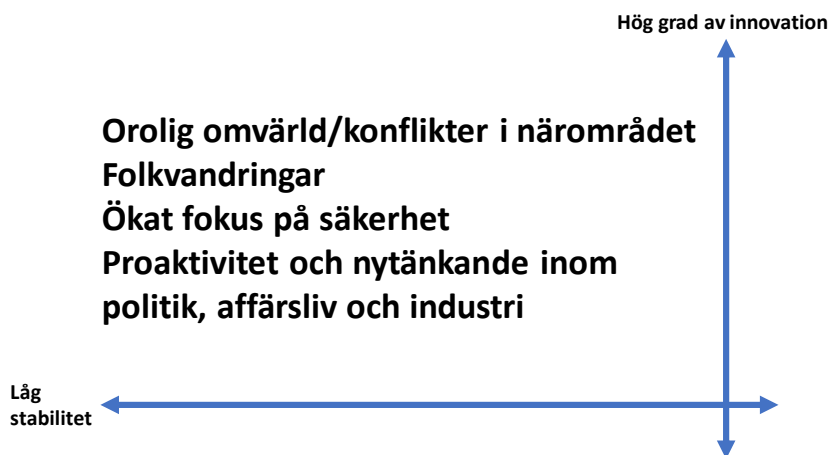 Hög grad av innovation
Orolig omvärld/konflikter i närområdet
Folkvandringar
Ökat fokus på säkerhet
Proaktivitet och nytänkande inom
politik, affärsliv och industri
Låg
stabilitet